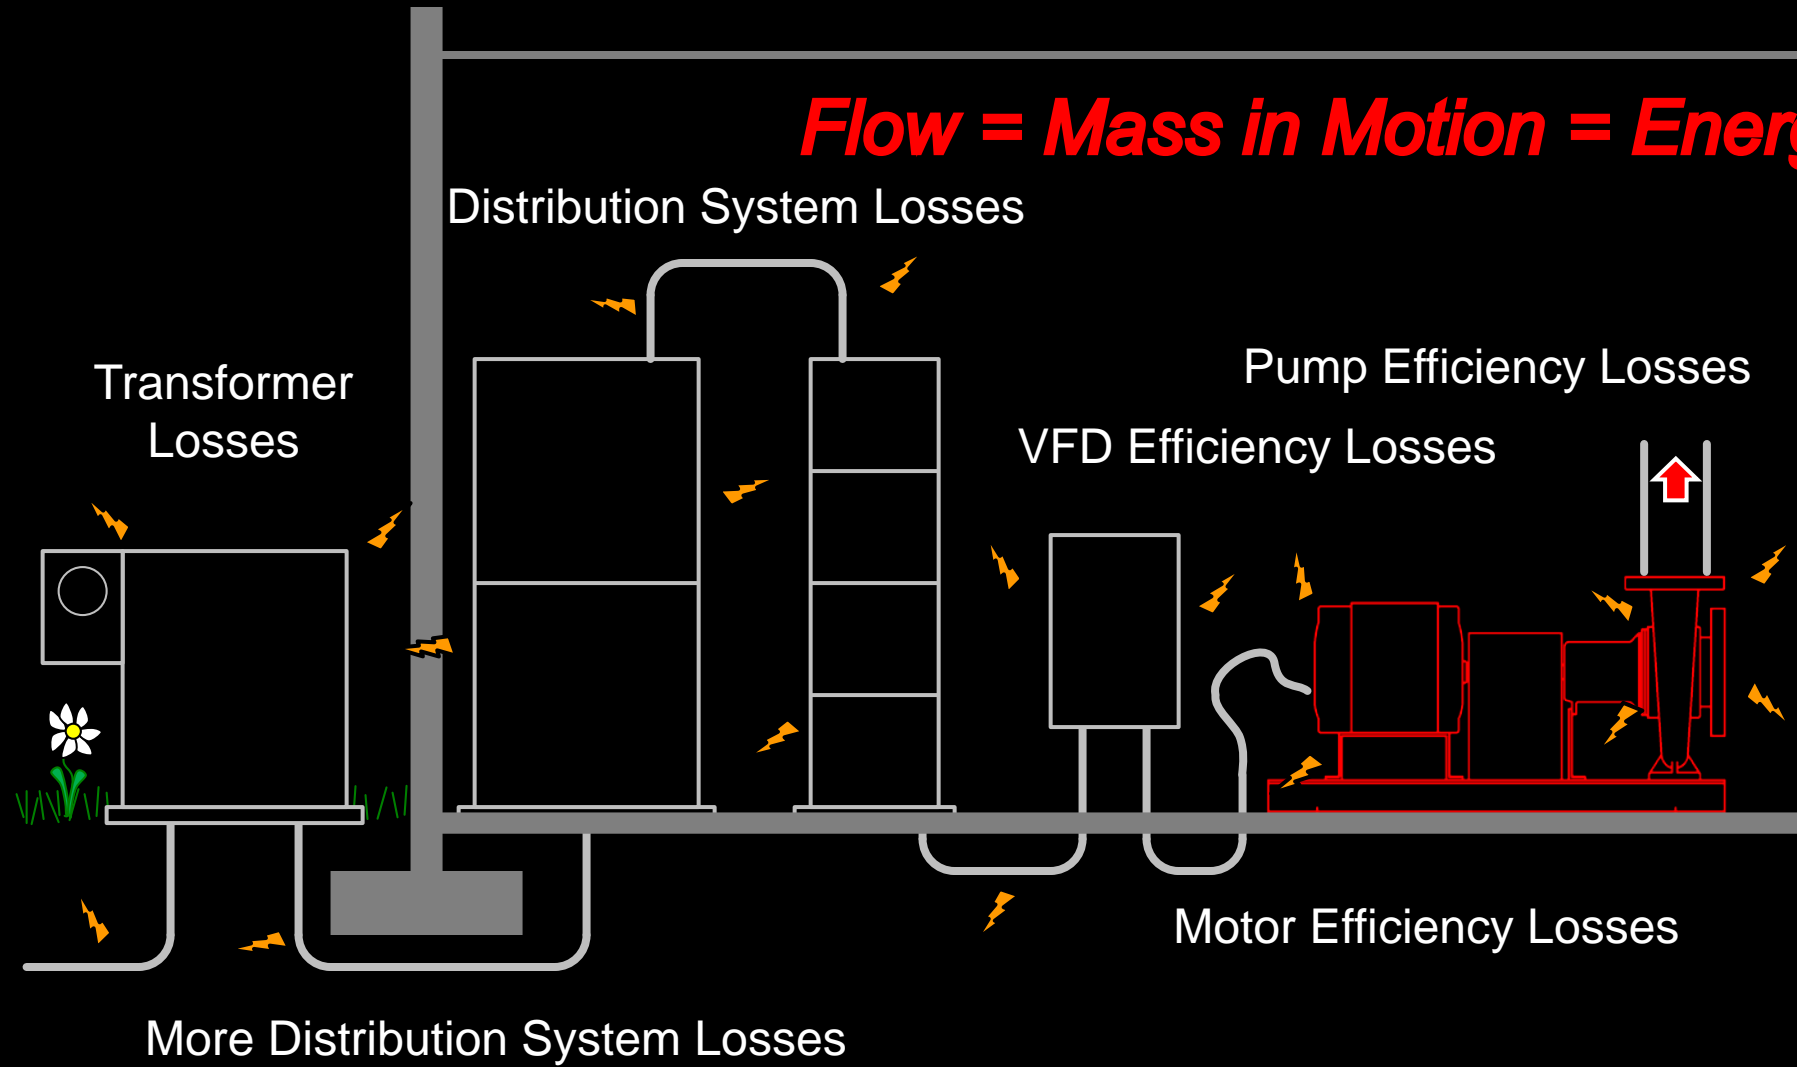 Flow = Mass in Motion = Energ
Distribution System Losses
Transformer
Losses
Pump Efficiency Losses
VFD Efficiency Losses
Motor Efficiency Losses
More Distribution System Losses